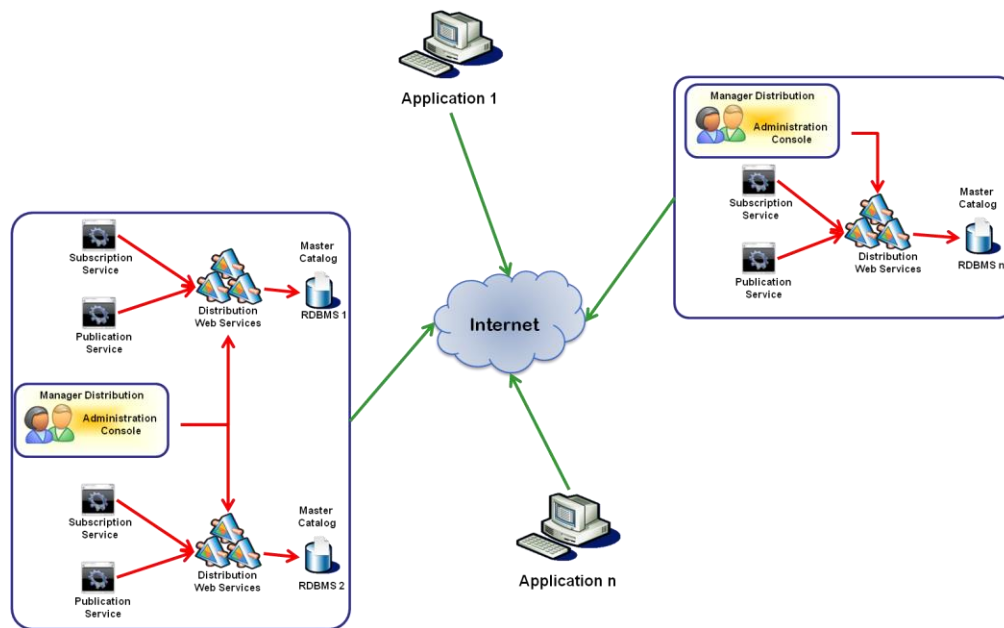 Application 1
Manager Distribution
Administration
Console
Subscription
Service
Publication
Service
Distribution
Web Services
Master
Catalog
RDBMS n
Subscription
Service
Publication
Service
Distribution
Web Services
Master
Catalog
RDBMS 1
Manager Distribution
Administration
Console
Subscription
Service
Publication
Service
Distribution
Web Services
Master
Catalog
RDBMS 2
Internet
Application n